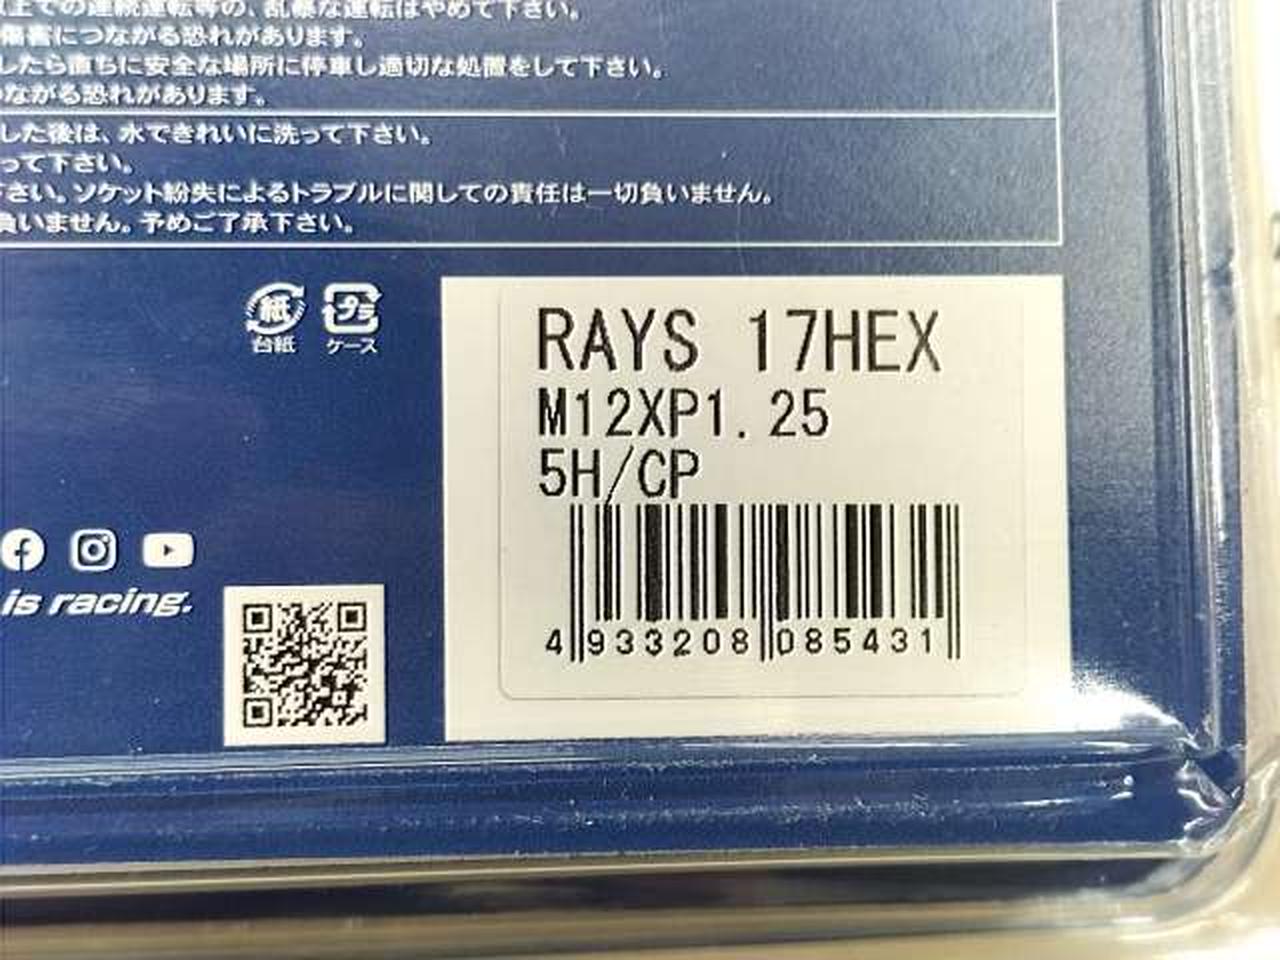 以上での連続運転等の、乱暴な運転はやめて下さい。
傷害につながる恐れがあります。
したら直ちに安全な場所に停車し適切な処置をして下さい。
つながる恐れがあります。
した後は、水できれいに洗って下さい。
って下さい。
下さい。ソケット紛失によるトラブルに関しての責任は一切負いません。
負いません。予めご了承下さい。
紙 プラ
台紙 ケース
RAYS 17HEX
M12XP1.25
5H/CP
4 933208 085431
is racing.